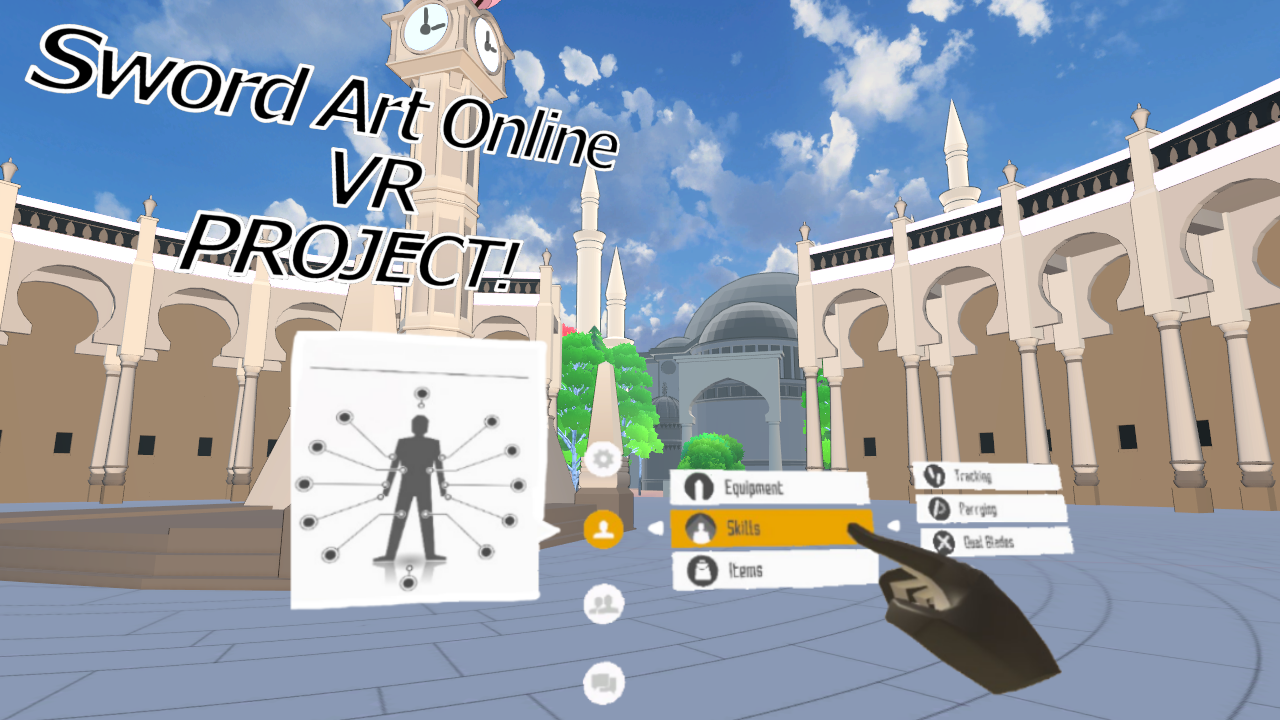 Sword Art Online
VR
PROJECT!
Equipment
Skills
Items
Tracking
Parrying
Dual Blades